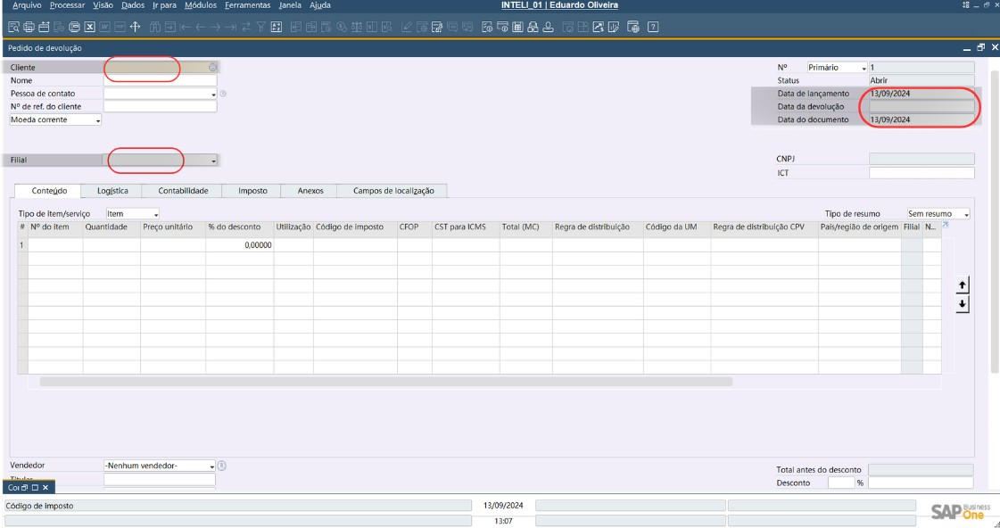 Arquivo Processar Visão Dados Ir para Módulos Ferramentas Janela Ajuda INTELI_01 | Eduardo Oliveira
Pedido de devolução
Cliente
Nome
Pessoa de contato
Nº de ref. do cliente
Moeda corrente
Filial
Nº Primário 1
Status Abrir
Data de lançamento 13/09/2024
Data da devolução
Data do documento 13/09/2024
CNPJ
ICT
Conteúdo Logística Contabilidade Imposto Anexos Campos de localização
Tipo de item/serviço Item Tipo de resumo Sem resumo
# Nº do item Quantidade Preço unitário % do desconto Utilização Código de imposto CFOP CST para ICMS Total (MC) Regra de distribuição Código da UM Regra de distribuição CPV País/região de origem Filial N...
1 0,00000
Vendedor -Nenhum vendedor-
Titular
Total antes do desconto
Desconto %
Cor
Código de imposto 13/09/2024
13:07
SAP Business One